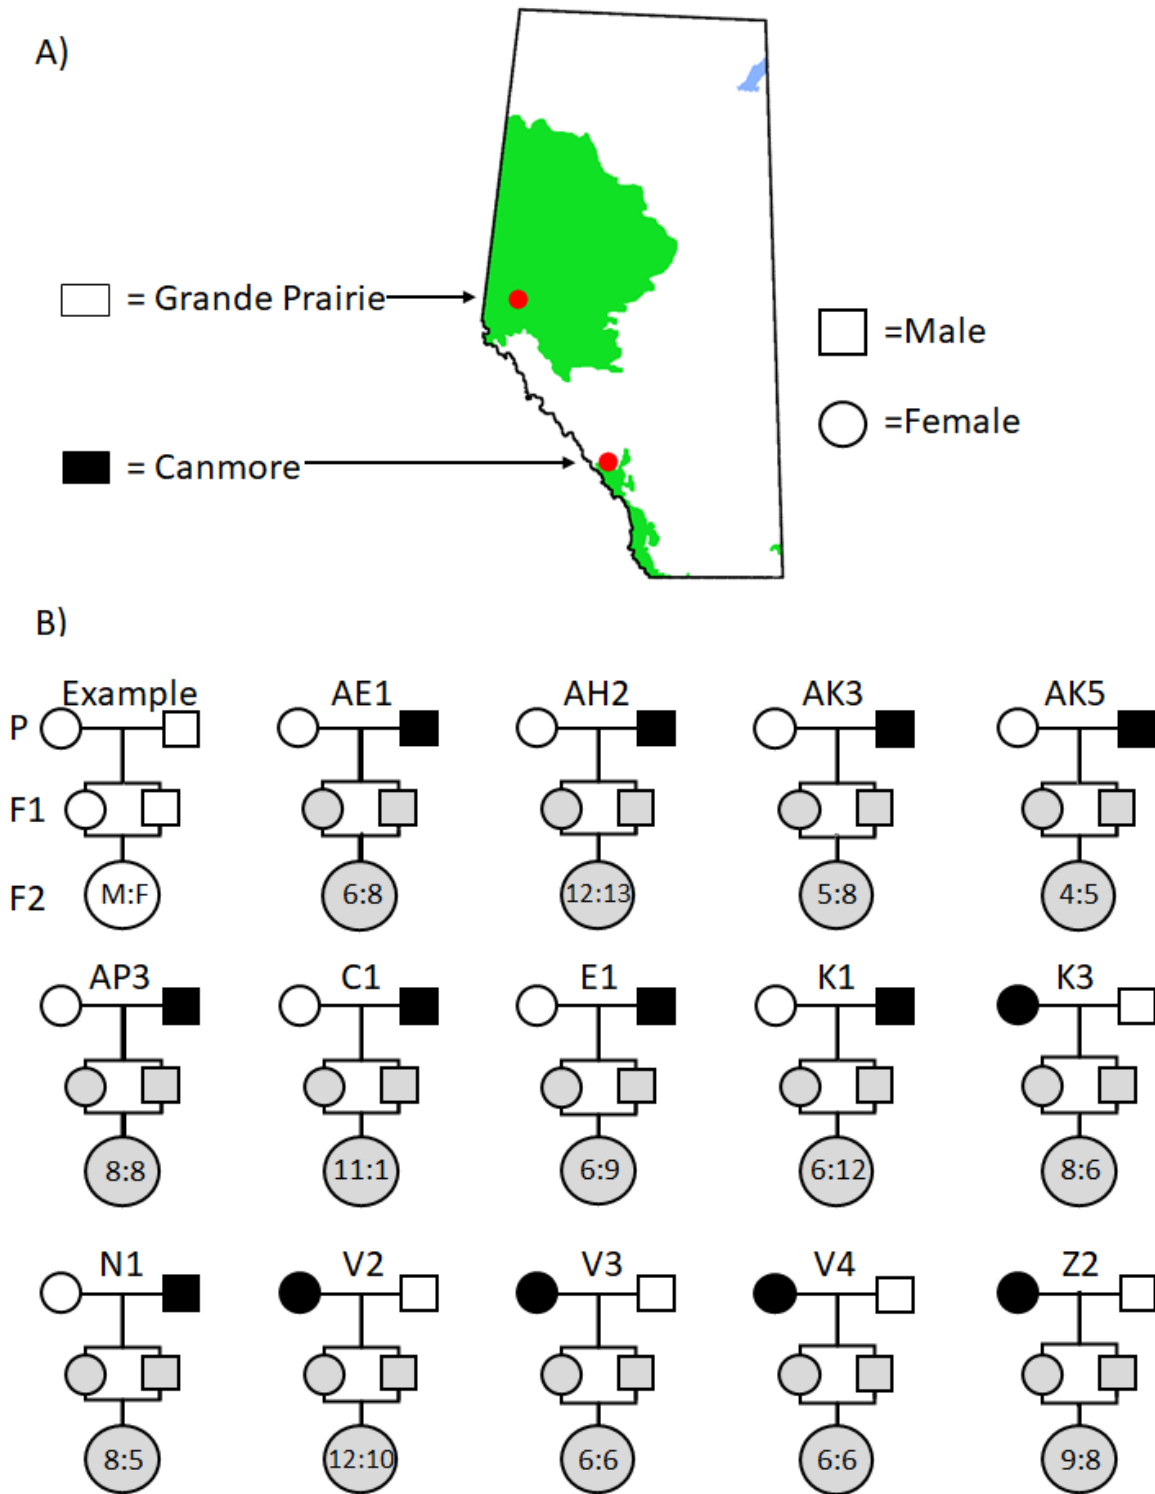 A)
= Grande Prairie
=Male
=Female
= Canmore
B)
Example AE1 AH2 AK3 AK5
P
F1
F2 M:F 6:8 12:13 5:8 4:5
AP3 C1 E1 K1 K3
8:8 11:1 6:9 6:12 8:6
N1 V2 V3 V4 Z2
8:5 12:10 6:6 6:6 9:8